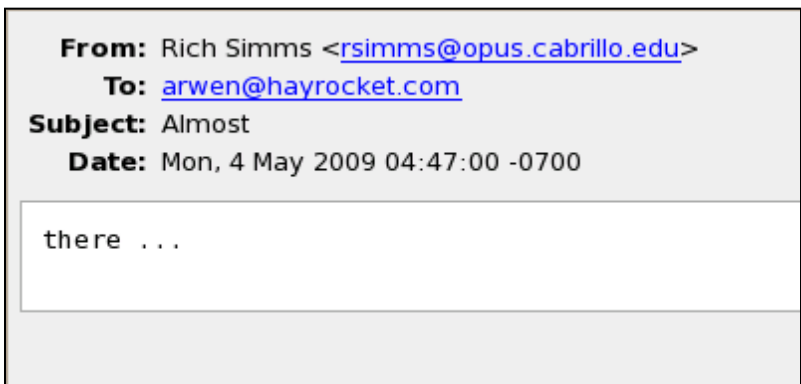 From: Rich Simms <rsimms@opus.cabrillo.edu>
To: arwen@hayrocket.com
Subject: Almost
Date: Mon, 4 May 2009 04:47:00 -0700
there ...